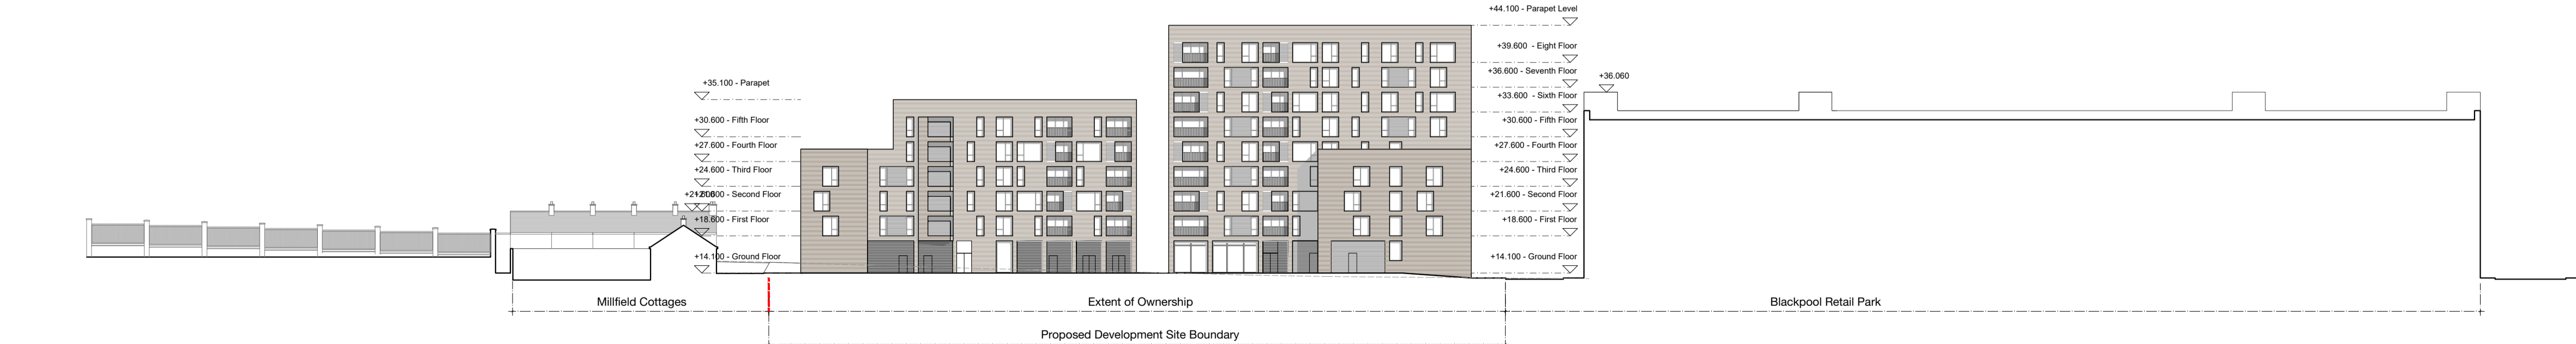 +44.100 - Parapet Level
+39.600 - Eight Floor
+36.600 - Seventh Floor
+36.060
+35.100 - Parapet
+33.600 - Sixth Floor
+30.600 - Fifth Floor
+30.600 - Fifth Floor
+27.600 - Fourth Floor
+27.600 - Fourth Floor
+24.600 - Third Floor
+24.600 - Third Floor
+21.600 - Second Floor
+21.600 - Second Floor
+18.600 - First Floor
+18.600 - First Floor
+14.100 - Ground Floor
+14.100 - Ground Floor
Millfield Cottages
Extent of Ownership
Blackpool Retail Park
Proposed Development Site Boundary